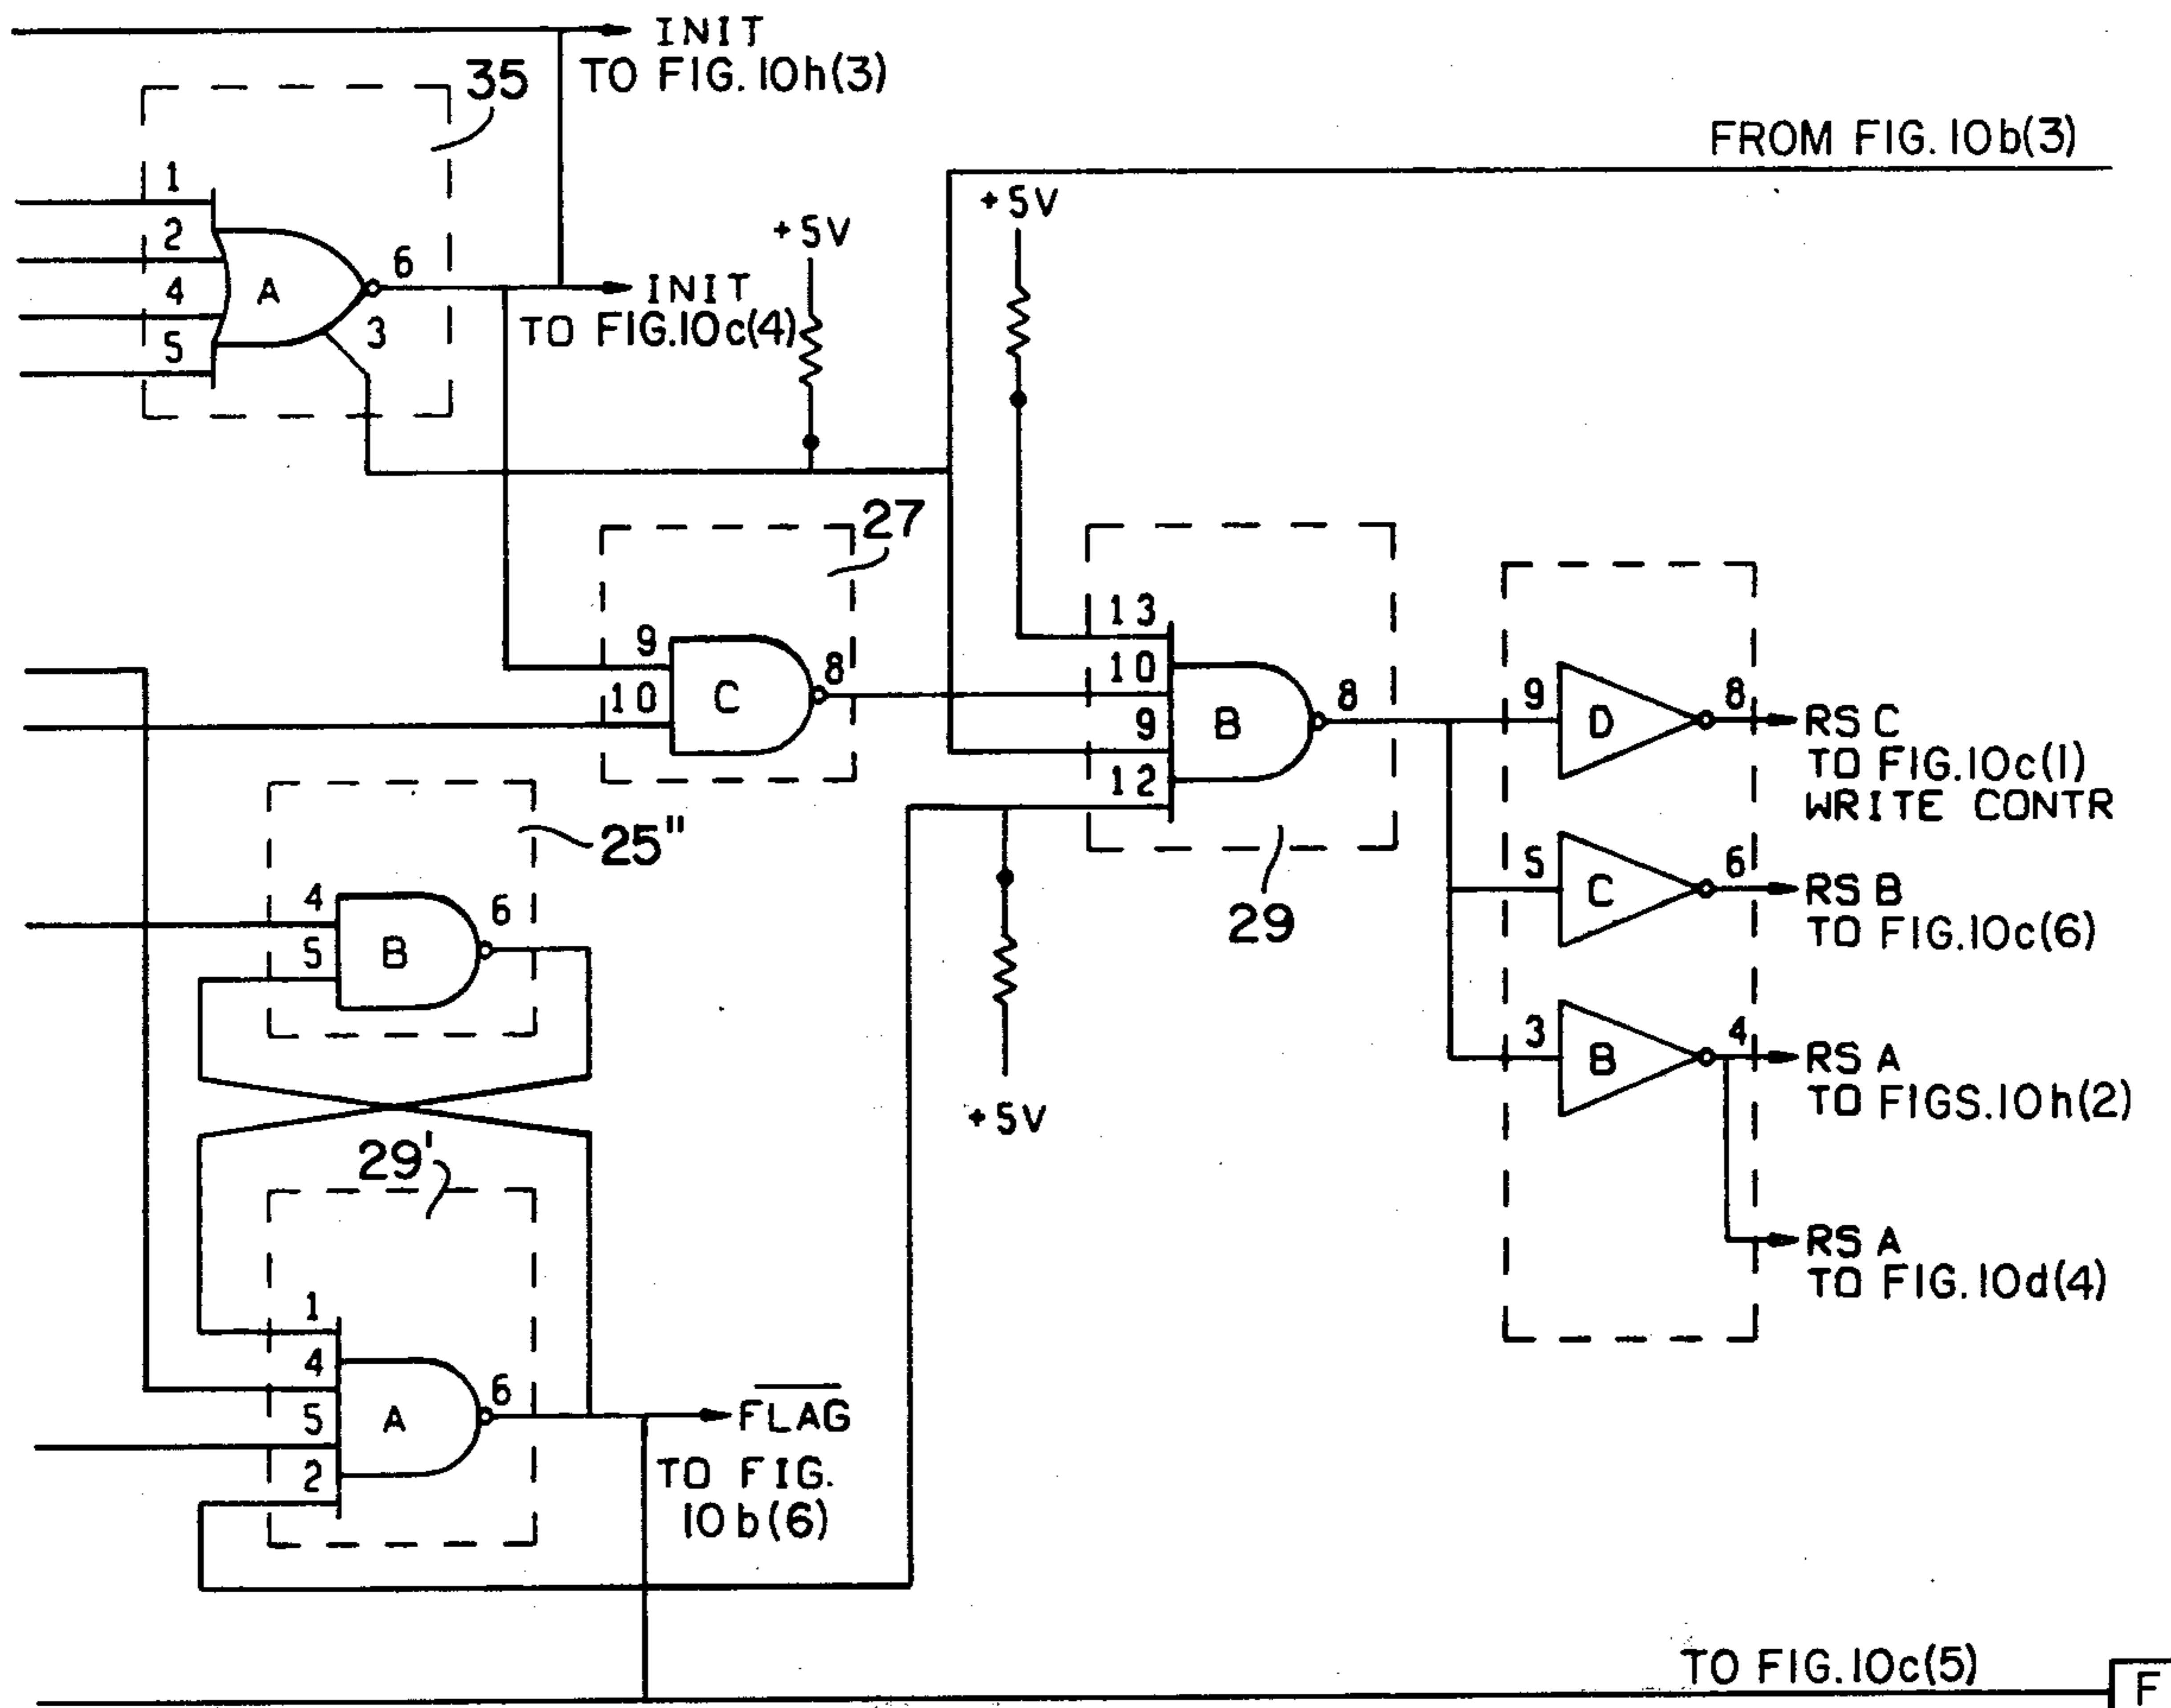 INIT
TO FIG. 10h(3)
35
FROM FIG. 10b(3)
1
2
4
5
A
6
3
INIT
TO FIG.10c(4)
+5V
+5V
27
9
10
C
8
13
10
9
12
B
8
29
9
D
8
RS C
TO FIG.10c(1)
WRITE CONTR
5
C
6
RS B
TO FIG.10c(6)
3
B
4
RS A
TO FIGS.10h(2)
RS A
TO FIG.10d(4)
25"
4
5
B
6
+5V
29'
1
4
5
2
A
6
FLAG
TO FIG.
10b(6)
TO FIG.10c(5)
F